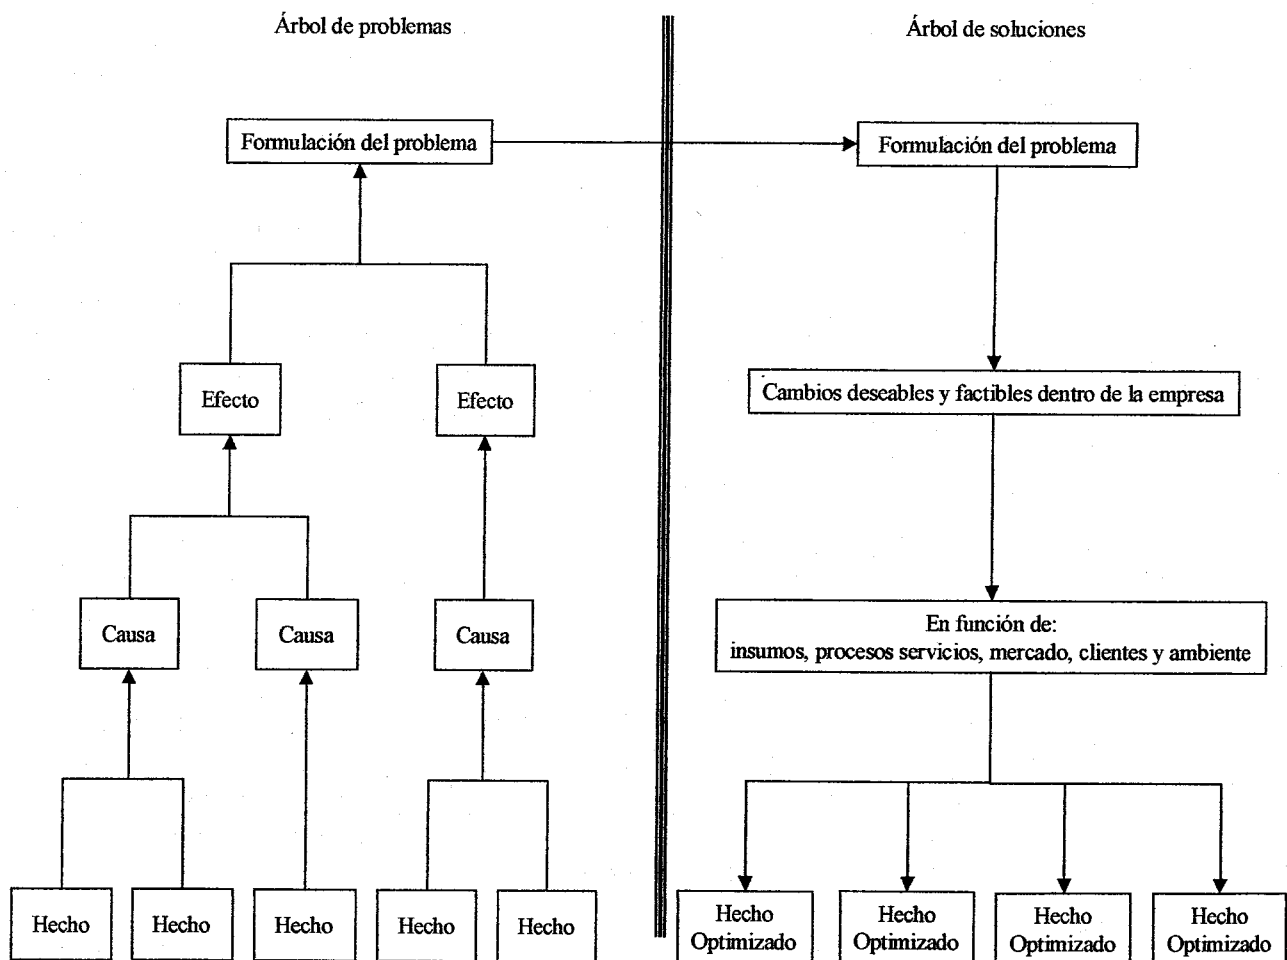 Árbol de problemas
Árbol de soluciones
Formulación del problema
Formulación del problema
Efecto
Efecto
Cambios deseables y factibles dentro de la empresa
Causa
Causa
Causa
En función de:
insumos, procesos servicios, mercado, clientes y ambiente
Hecho
Hecho
Hecho
Hecho
Hecho
Hecho
Optimizado
Hecho
Optimizado
Hecho
Optimizado
Hecho
Optimizado